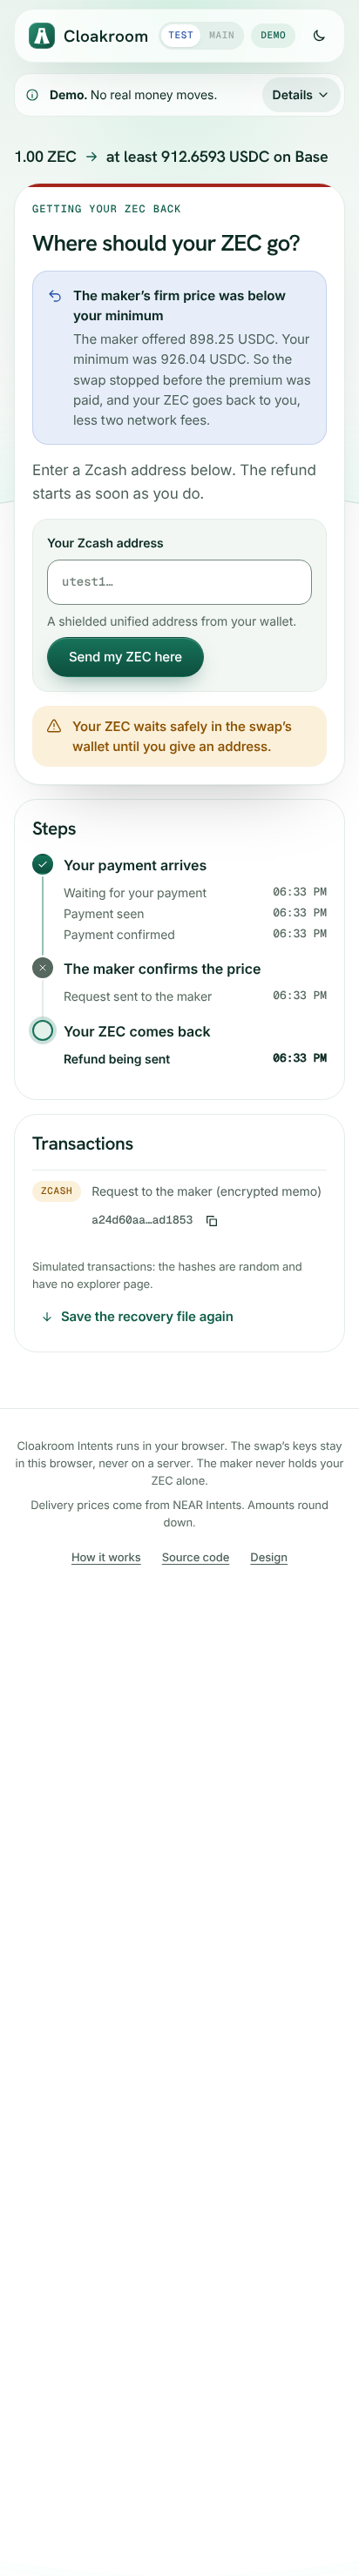 Cloakroom TEST MAIN DEMO
Demo. No real money moves. Details
1.00 ZEC → at least 912.6593 USDC on Base
GETTING YOUR ZEC BACK
Where should your ZEC go?
The maker’s firm price was below
your minimum
The maker offered 898.25 USDC. Your
minimum was 926.04 USDC. So the
swap stopped before the premium was
paid, and your ZEC goes back to you,
less two network fees.
Enter a Zcash address below. The refund
starts as soon as you do.
Your Zcash address
utest1…
A shielded unified address from your wallet.
Send my ZEC here
Your ZEC waits safely in the swap’s
wallet until you give an address.
Steps
Your payment arrives
Waiting for your payment 06:33 PM
Payment seen 06:33 PM
Payment confirmed 06:33 PM
The maker confirms the price
Request sent to the maker 06:33 PM
Your ZEC comes back
Refund being sent 06:33 PM
Transactions
ZCASH Request to the maker (encrypted memo)
a24d60aa…ad1853
Simulated transactions: the hashes are random and
have no explorer page.
↓ Save the recovery file again
Cloakroom Intents runs in your browser. The swap’s keys stay
in this browser, never on a server. The maker never holds your
ZEC alone.
Delivery prices come from NEAR Intents. Amounts round
down.
How it works Source code Design